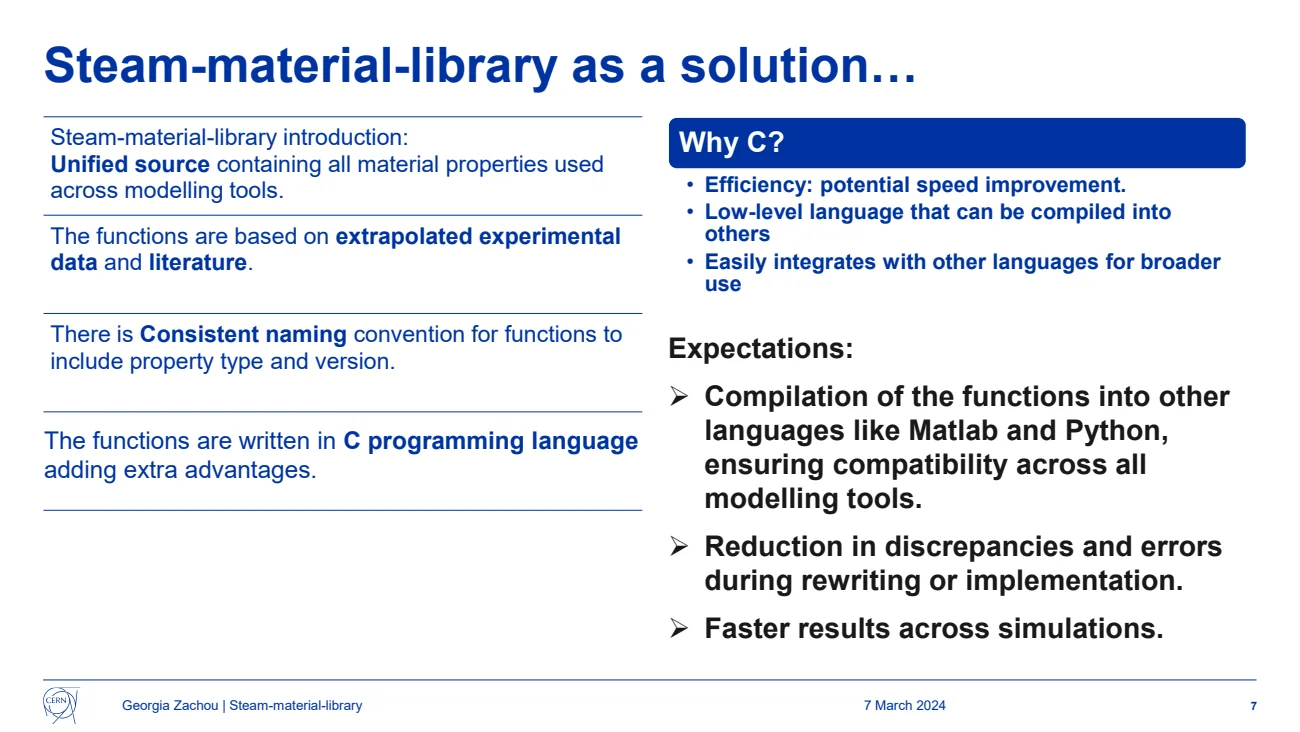 Steam-material-library as a solution…
Steam-material-library introduction:
Unified source containing all material properties used
across modelling tools.
The functions are based on extrapolated experimental
data and literature.
There is Consistent naming convention for functions to
include property type and version.
The functions are written in C programming language
adding extra advantages.
Why C?
• Efficiency: potential speed improvement.
• Low-level language that can be compiled into
others
• Easily integrates with other languages for broader
use
Expectations:
➢ Compilation of the functions into other
languages like Matlab and Python,
ensuring compatibility across all
modelling tools.
➢ Reduction in discrepancies and errors
during rewriting or implementation.
➢ Faster results across simulations.
CERN
Georgia Zachou | Steam-material-library
7 March 2024
7